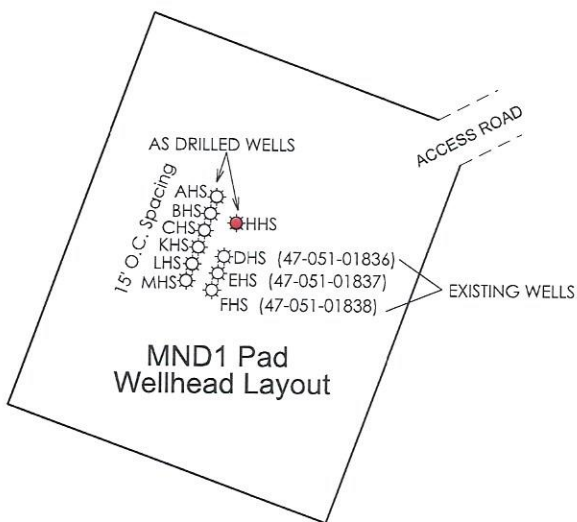 ACCESS ROAD
AS DRILLED WELLS
15' O.C. Spacing
AHS
BHS
CHS
KHS
LHS
MHS
HHS
DHS (47-051-01836)
EHS (47-051-01837)
FHS (47-051-01838)
EXISTING WELLS
MND1 Pad
Wellhead Layout